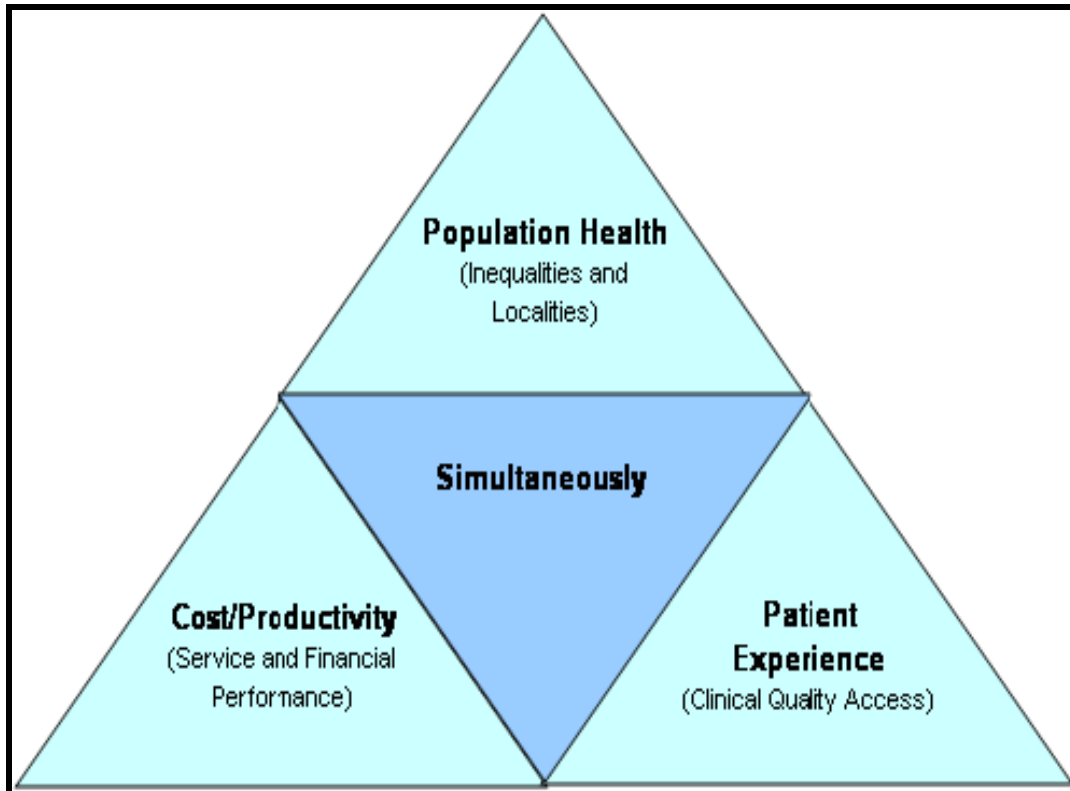 Population Health
(Inequalities and
Localities)
Simultaneously
Cost/Productivity
(Service and Financial
Performance)
Patient
Experience
(Clinical Quality Access)